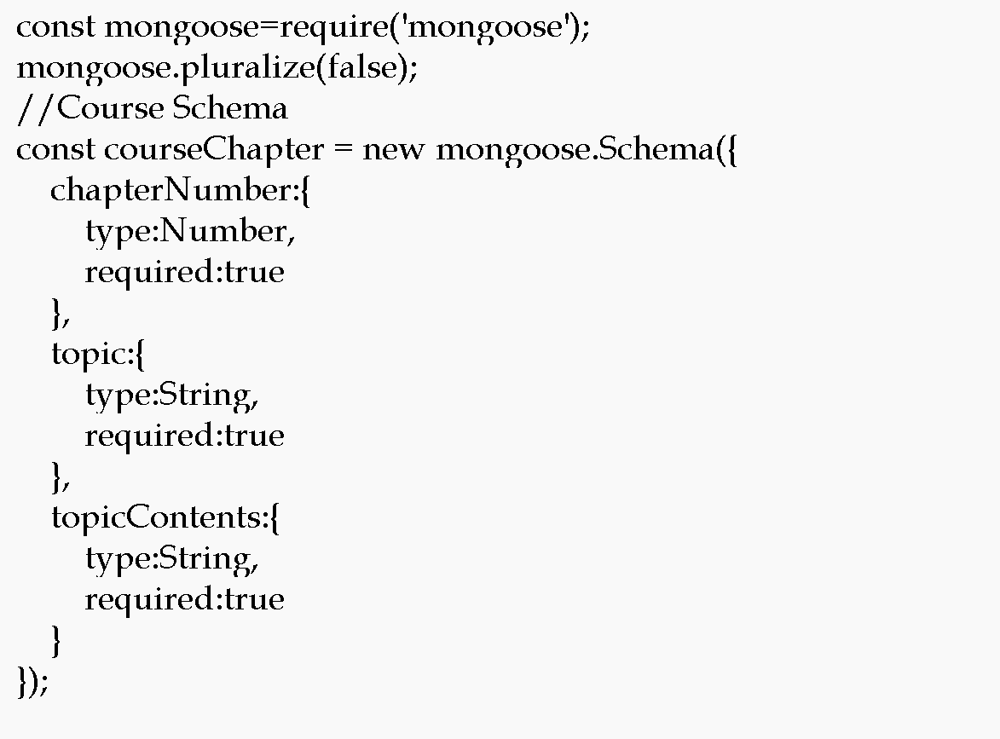 const mongoose=require('mongoose');
mongoose.pluralize(false);
//Course Schema
const courseChapter = new mongoose.Schema({
    chapterNumber:{
        type:Number,
        required:true
    },
    topic:{
        type:String,
        required:true
    },
    topicContents:{
        type:String,
        required:true
    }
});